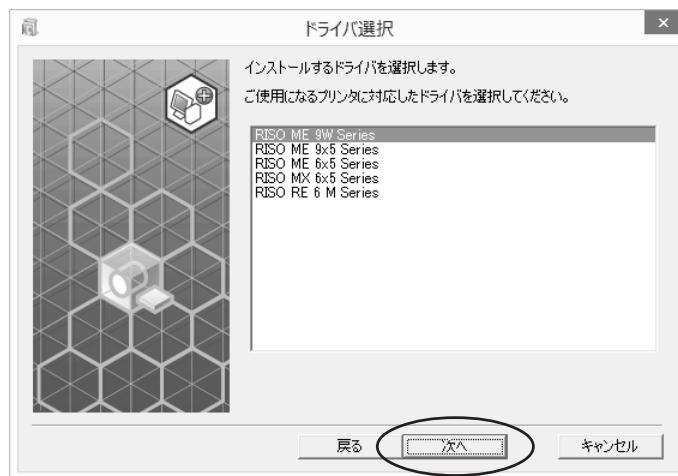 ドライバ選択
インストールするドライバを選択します。
ご使用になるプリンタに対応したドライバを選択してください。
RISO ME 9W Series
RISO ME 9x5 Series
RISO ME 6x5 Series
RISO MX 6x5 Series
RISO RE 6 M Series
戻る
次へ
キャンセル